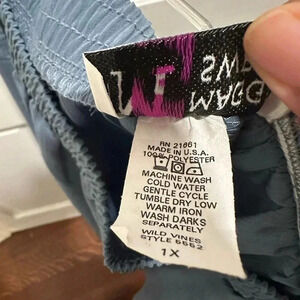 RN 21661
MADE IN U.S.A.
100% POLYESTER
MACHINE WASH
COLD WATER
GENTLE CYCLE
TUMBLE DRY LOW
WARM IRON
WASH DARKS
SEPARATELY
WILD VINES
STYLE 6662
1X